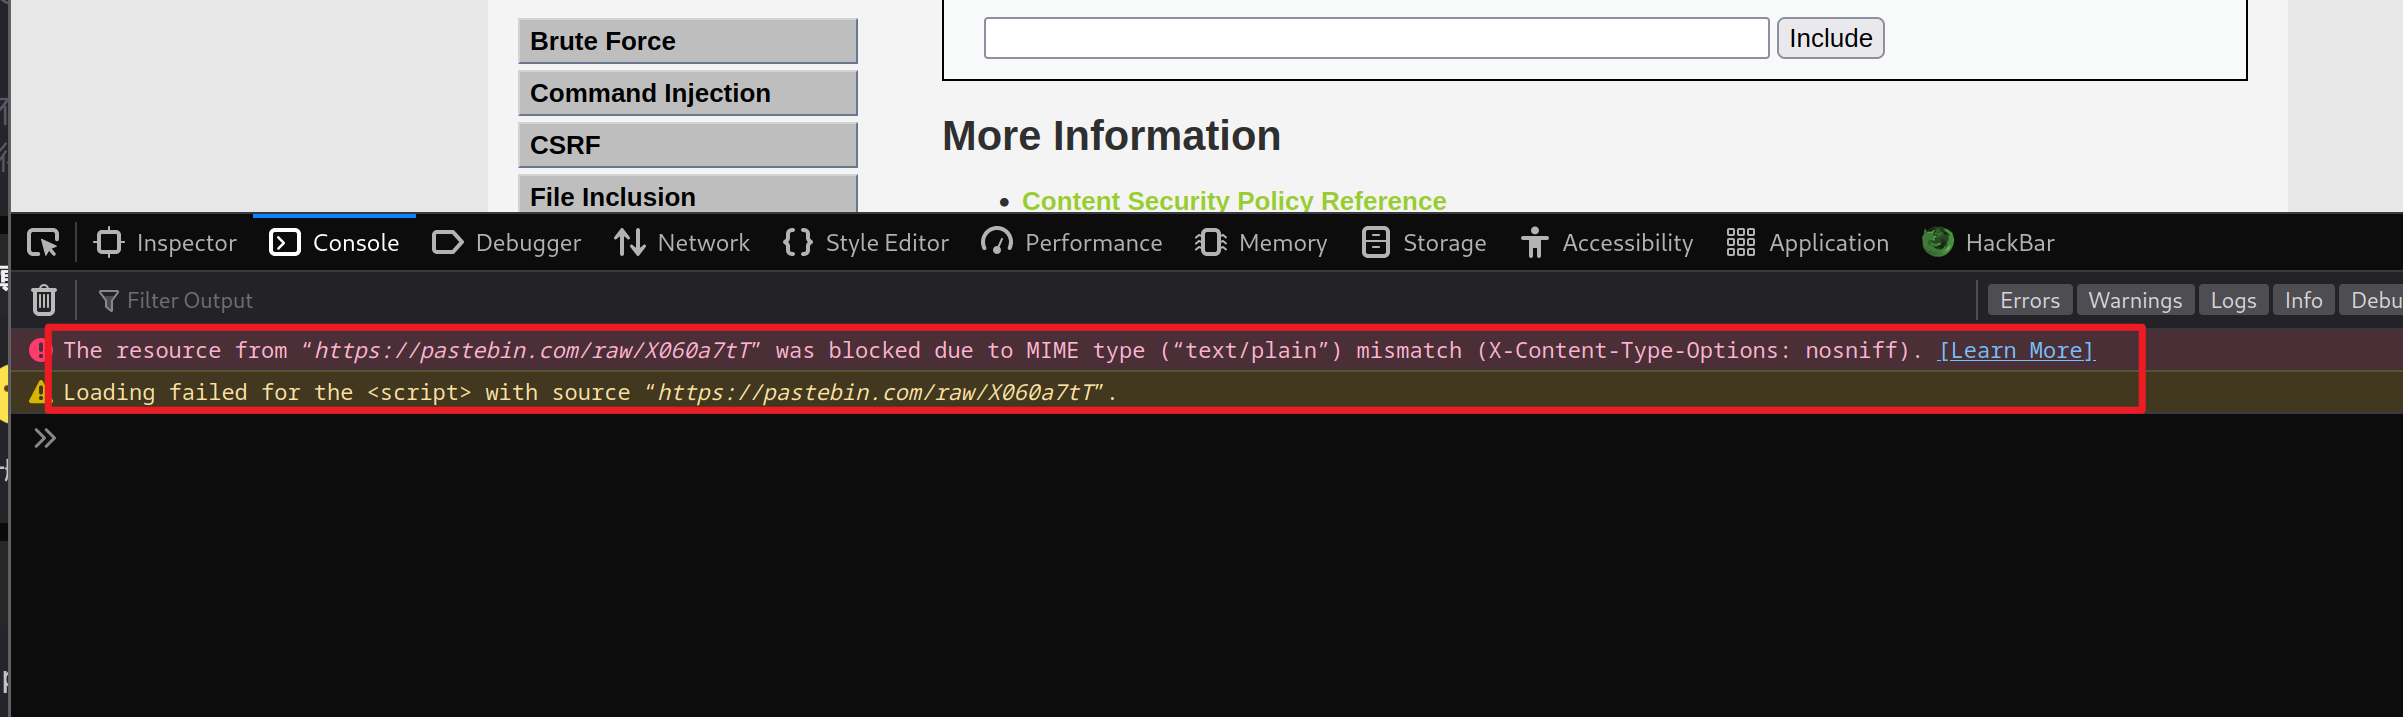 Brute Force
Include
Command Injection
CSRF
More Information
File Inclusion
Content Security Policy Reference
Inspector Console Debugger Network Style Editor Performance Memory Storage Accessibility Application HackBar
Filter Output Errors Warnings Logs Info Debu
The resource from “https://pastebin.com/raw/X060a7tT” was blocked due to MIME type (“text/plain”) mismatch (X-Content-Type-Options: nosniff). [Learn More]
Loading failed for the <script> with source “https://pastebin.com/raw/X060a7tT”.